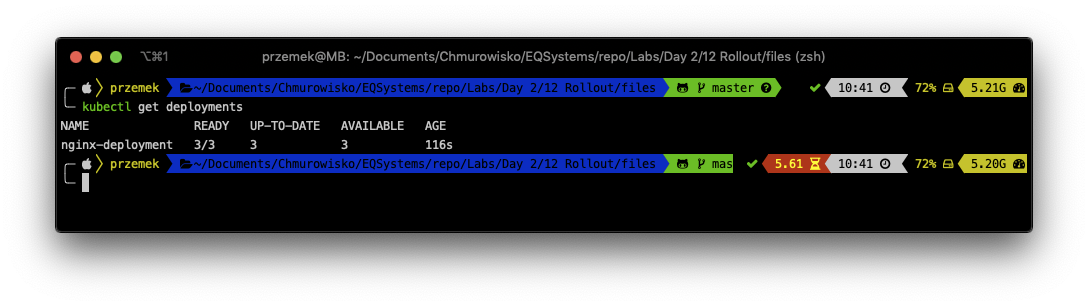 ⌥⌘1 przemek@MB: ~/Documents/Chmurowisko/EQSystems/repo/Labs/Day 2/12 Rollout/files (zsh)
przemek ~/Documents/Chmurowisko/EQSystems/repo/Labs/Day 2/12 Rollout/files master ? ✔ 10:41 72% 5.21G
kubectl get deployments
NAME READY UP-TO-DATE AVAILABLE AGE
nginx-deployment 3/3 3 3 116s
przemek ~/Documents/Chmurowisko/EQSystems/repo/Labs/Day 2/12 Rollout/files mas ✔ 5.61 10:41 72% 5.20G